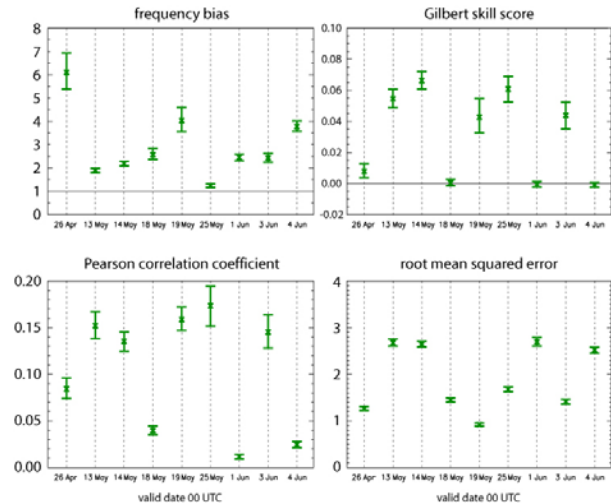 frequency bias
8
7
6
5
4
3
2
1
0
26 Apr 13 May 14 May 18 May 19 May 25 May 1 Jun 3 Jun 4 Jun
Gilbert skill score
0.10
0.08
0.06
0.04
0.02
0.00
-0.02
26 Apr 13 May 14 May 18 May 19 May 25 May 1 Jun 3 Jun 4 Jun
Pearson correlation coefficient
0.20
0.15
0.10
0.05
0.00
26 Apr 13 May 14 May 18 May 19 May 25 May 1 Jun 3 Jun 4 Jun
valid date 00 UTC
root mean squared error
4
3
2
1
0
26 Apr 13 May 14 May 18 May 19 May 25 May 1 Jun 3 Jun 4 Jun
valid date 00 UTC